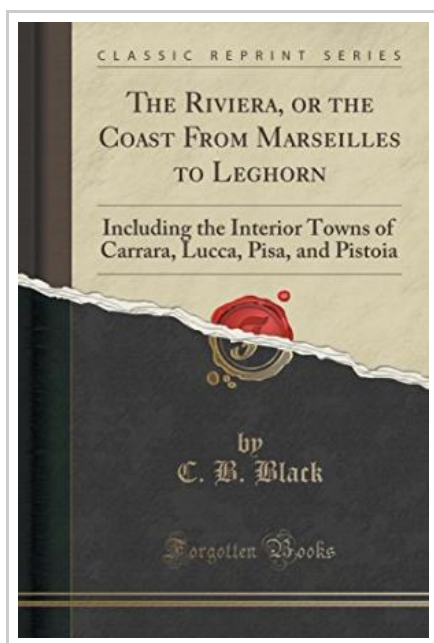 CLASSIC REPRINT SERIES
THE RIVIERA, OR THE
COAST FROM MARSEILLES
TO LEGHORN
Including the Interior Towns of
Carrara, Lucca, Pisa, and Pistoia
by
C. B. Black
Forgotten Books